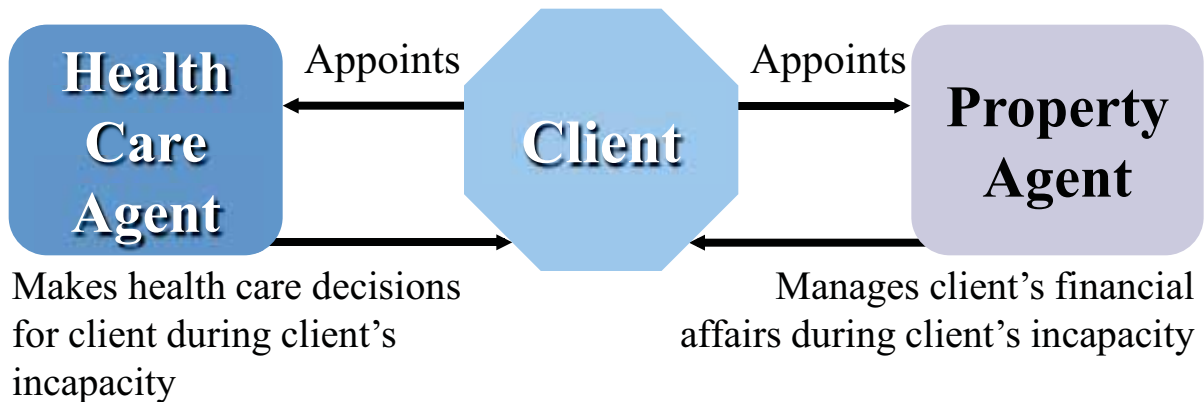 Health
Care
Agent
Appoints
Client
Appoints
Property
Agent
Makes health care decisions
for client during client’s
incapacity
Manages client’s financial
affairs during client’s incapacity